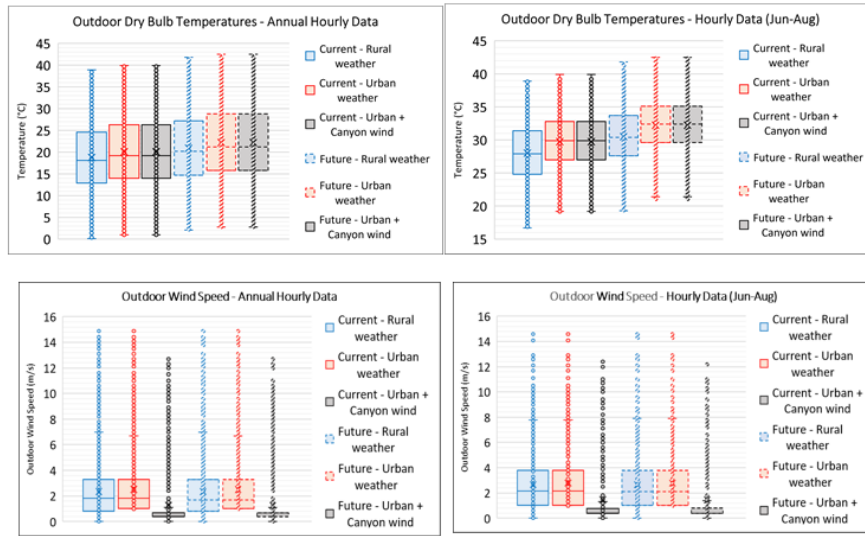 Outdoor Dry Bulb Temperatures - Annual Hourly Data
Temperature (°C)
45
40
35
30
25
20
15
10
5
0
Current - Rural
weather
Current - Urban
weather
Current - Urban +
Canyon wind
Future - Rural
weather
Future - Urban
weather
Future - Urban +
Canyon wind
Outdoor Dry Bulb Temperatures - Hourly Data (Jun-Aug)
Temperature (°C)
45
40
35
30
25
20
15
Current - Rural
weather
Current - Urban
weather
Current - Urban +
Canyon wind
Future - Rural weather
Future - Urban
weather
Future - Urban +
Canyon wind
Outdoor Wind Speed - Annual Hourly Data
Outdoor Wind Speed (m/s)
16
14
12
10
8
6
4
2
0
Current - Rural
weather
Current - Urban
weather
Current - Urban +
Canyon wind
Future - Rural
weather
Future - Urban
weather
Future - Urban +
Canyon wind
Outdoor Wind Speed - Hourly Data (Jun-Aug)
Outdoor Wind Speed (m/s)
16
14
12
10
8
6
4
2
0
Current - Rural
weather
Current - Urban
weather
Current - Urban +
Canyon wind
Future - Rural
weather
Future - Urban
weather
Future - Urban +
Canyon wind